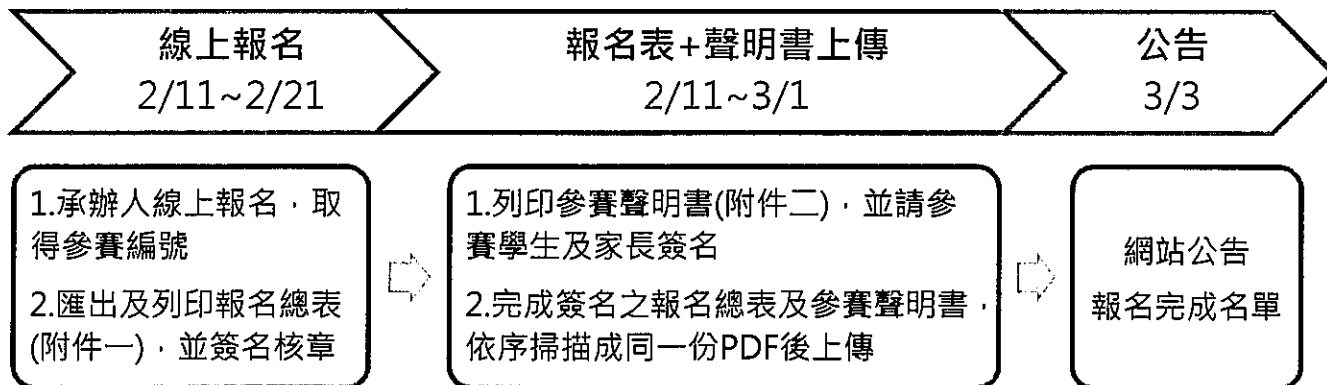 線上報名
2/11~2/21
報名表+聲明書上傳
2/11~3/1
公告
3/3
1.承辦人線上報名，取
得參賽編號
2.匯出及列印報名總表
(附件一)，並簽名核章
1.列印參賽聲明書(附件二)，並請參
賽學生及家長簽名
2.完成簽名之報名總表及參賽聲明書，
依序掃描成同一份PDF後上傳
網站公告
報名完成名單